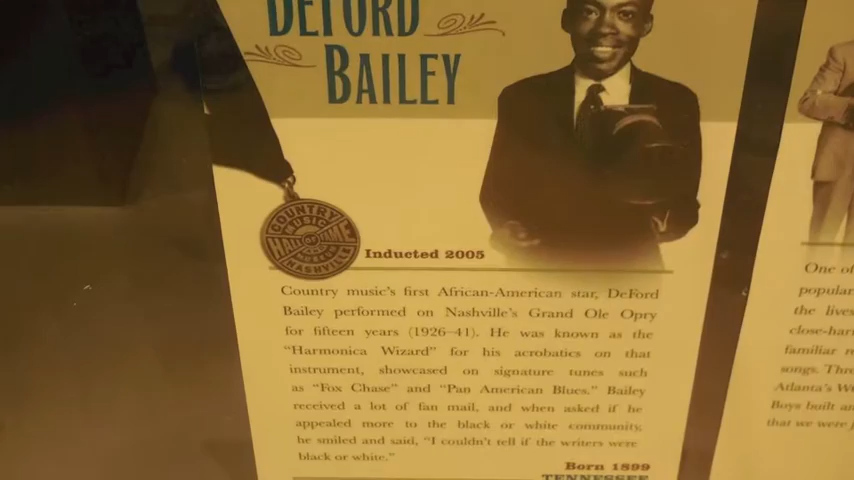 DEFORD
BAILEY
COUNTRY
MUSIC
HALL OF FAME
NASHVILLE
Inducted 2005
Country music's first African-American star, DeFord
Bailey performed on Nashville's Grand Ole Opry
for fifteen years (1926–41). He was known as the
"Harmonica Wizard" for his acrobatics on that
instrument, showcased on signature tunes such
as "Fox Chase" and "Pan American Blues." Bailey
received a lot of fan mail, and when asked if he
appealed more to the black or white community,
he smiled and said, "I couldn't tell if the writers were
black or white."
Born 1899
TENNESSEE
One of
popular
the lives
close-har
familiar r
songs. Thro
Atlanta's W
Boys built a
that we were j